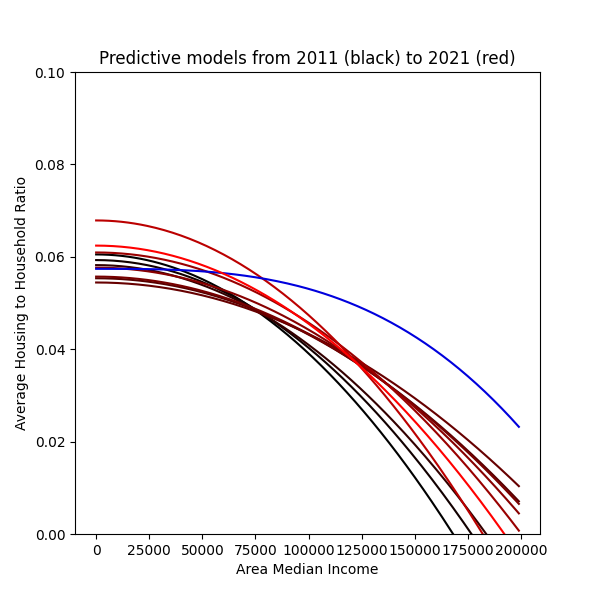 Predictive models from 2011 (black) to 2021 (red)
0.10
0.08
0.06
0.04
0.02
0.00
Average Housing to Household Ratio
0 25000 50000 75000 100000 125000 150000 175000 200000
Area Median Income